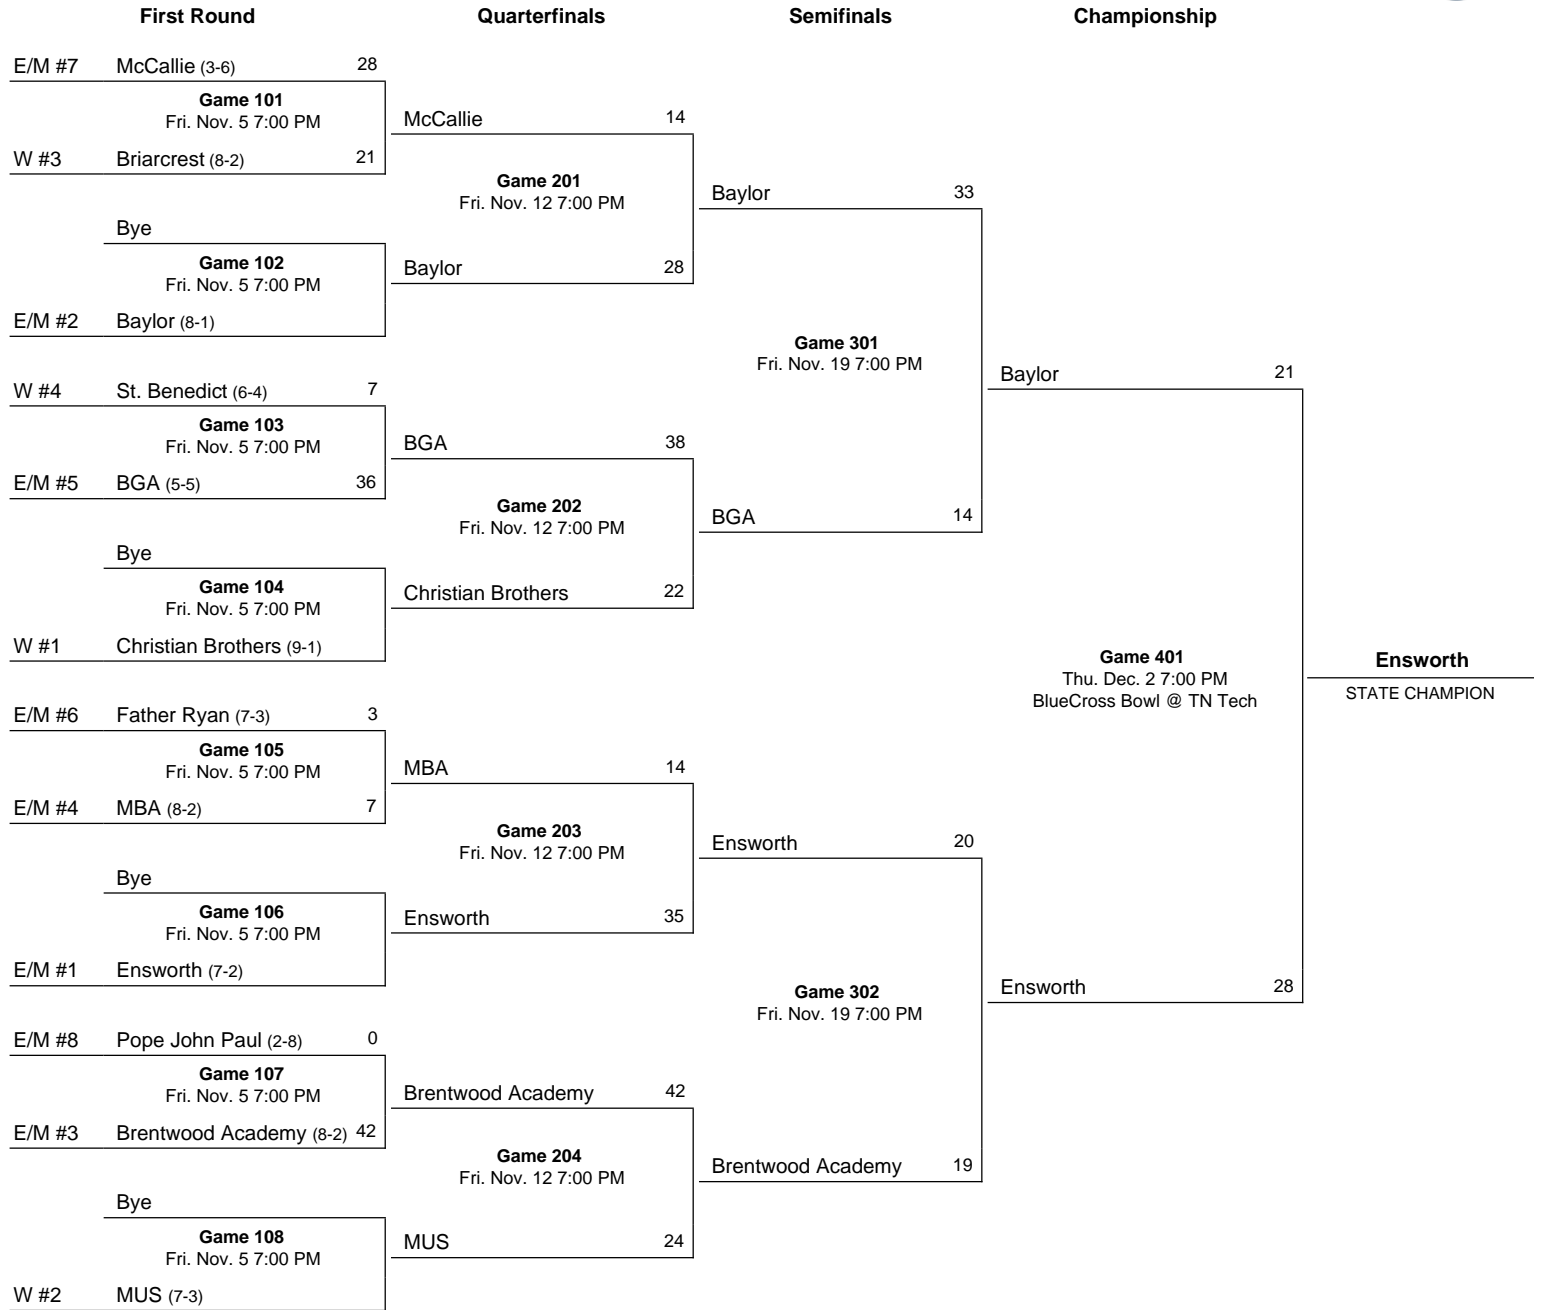 First Round Quarterfinals Semifinals Championship
E/M #7 McCallie (3-6) 28
Game 101
Fri. Nov. 5 7:00 PM
W #3 Briarcrest (8-2) 21
Bye
Game 102
Fri. Nov. 5 7:00 PM
E/M #2 Baylor (8-1)
W #4 St. Benedict (6-4) 7
Game 103
Fri. Nov. 5 7:00 PM
E/M #5 BGA (5-5) 36
Bye
Game 104
Fri. Nov. 5 7:00 PM
W #1 Christian Brothers (9-1)
E/M #6 Father Ryan (7-3) 3
Game 105
Fri. Nov. 5 7:00 PM
E/M #4 MBA (8-2) 7
Bye
Game 106
Fri. Nov. 5 7:00 PM
E/M #1 Ensworth (7-2)
E/M #8 Pope John Paul (2-8) 0
Game 107
Fri. Nov. 5 7:00 PM
E/M #3 Brentwood Academy (8-2) 42
Bye
Game 108
Fri. Nov. 5 7:00 PM
W #2 MUS (7-3)
McCallie 14
Game 201
Fri. Nov. 12 7:00 PM
Baylor 28
BGA 38
Game 202
Fri. Nov. 12 7:00 PM
Christian Brothers 22
MBA 14
Game 203
Fri. Nov. 12 7:00 PM
Ensworth 35
Brentwood Academy 42
Game 204
Fri. Nov. 12 7:00 PM
MUS 24
Baylor 33
Game 301
Fri. Nov. 19 7:00 PM
BGA 14
Ensworth 20
Game 302
Fri. Nov. 19 7:00 PM
Brentwood Academy 19
Baylor 21
Game 401
Thu. Dec. 2 7:00 PM
BlueCross Bowl @ TN Tech
Ensworth 28
Ensworth
STATE CHAMPION